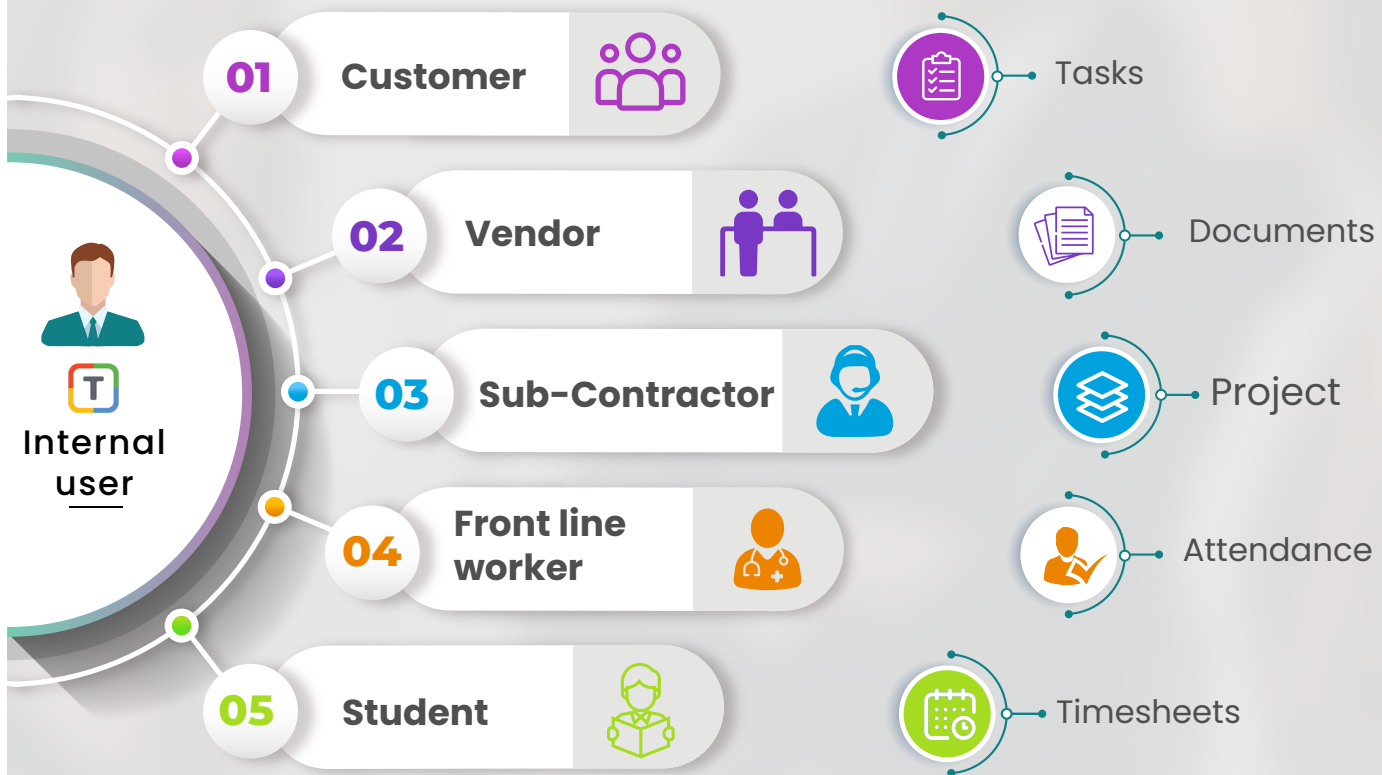 01
Customer
Tasks
02
Vendor
Documents
T
Internal
user
03
Sub-Contractor
Project
04
Front line
worker
Attendance
05
Student
Timesheets